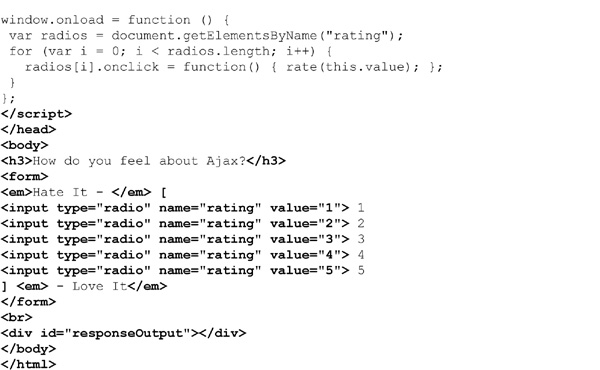 window.onload = function () {
 var radios = document.getElementsByName("rating");
 for (var i = 0; i < radios.length; i++) {
   radios[i].onclick = function() { rate(this.value); };
 }
};
</script>
</head>
<body>
<h3>How do you feel about Ajax?</h3>
<form>
<em>Hate It - </em> [
<input type="radio" name="rating" value="1"> 1
<input type="radio" name="rating" value="2"> 2
<input type="radio" name="rating" value="3"> 3
<input type="radio" name="rating" value="4"> 4
<input type="radio" name="rating" value="5"> 5
] <em> - Love It</em>
</form>
<br>
<div id="responseOutput"></div>
</body>
</html>